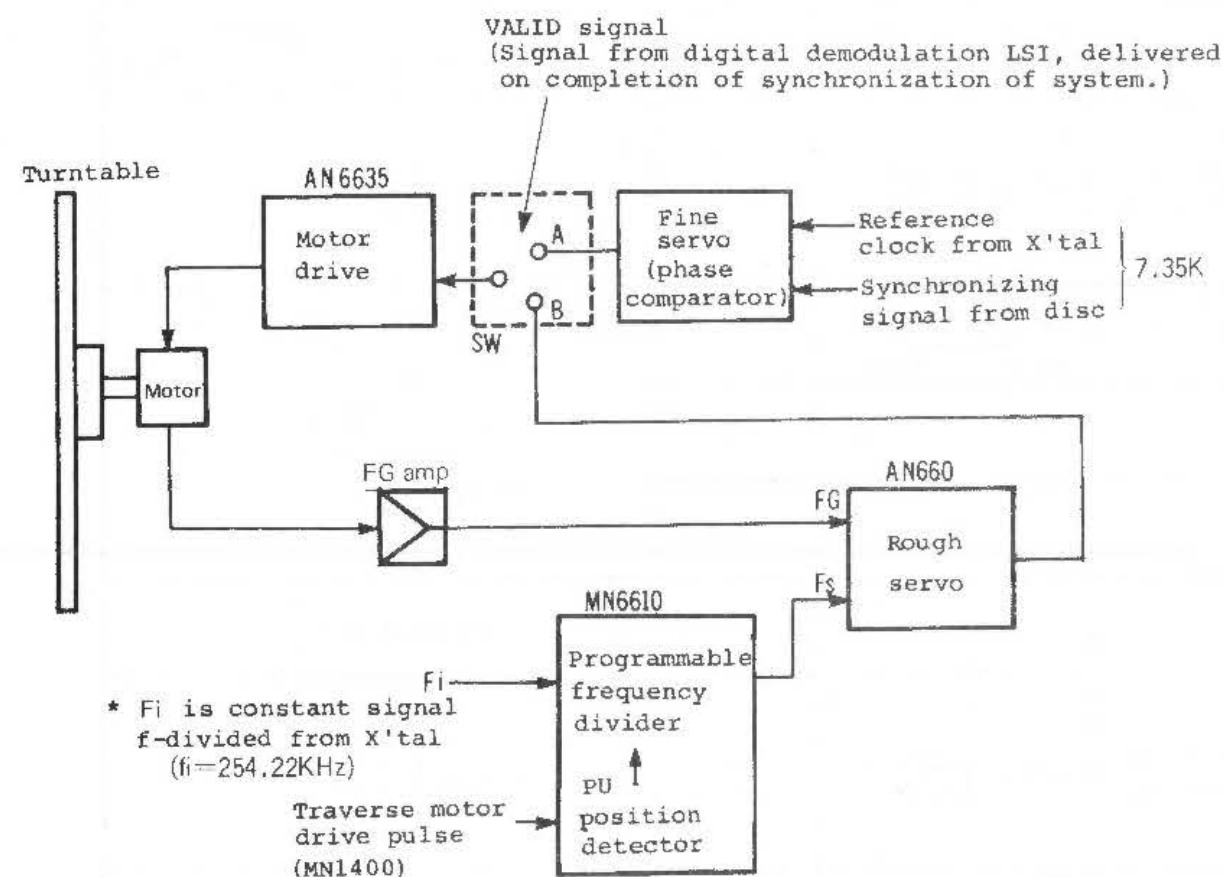 VALID signal
(Signal from digital demodulation LSI, delivered
on completion of synchronization of system.)
Turntable
AN6635
Motor
drive
A
B
SW
Fine
servo
(phase
comparator)
Reference
clock from X'tal
Synchronizing
signal from disc
7.35K
Motor
FG amp
FG
Fs
AN660
Rough
servo
MN6610
Programmable
frequency
divider
PU
position
detector
Fi
* Fi is constant signal
f-divided from X'tal
(fi=254.22KHz)
Traverse motor
drive pulse
(MN1400)